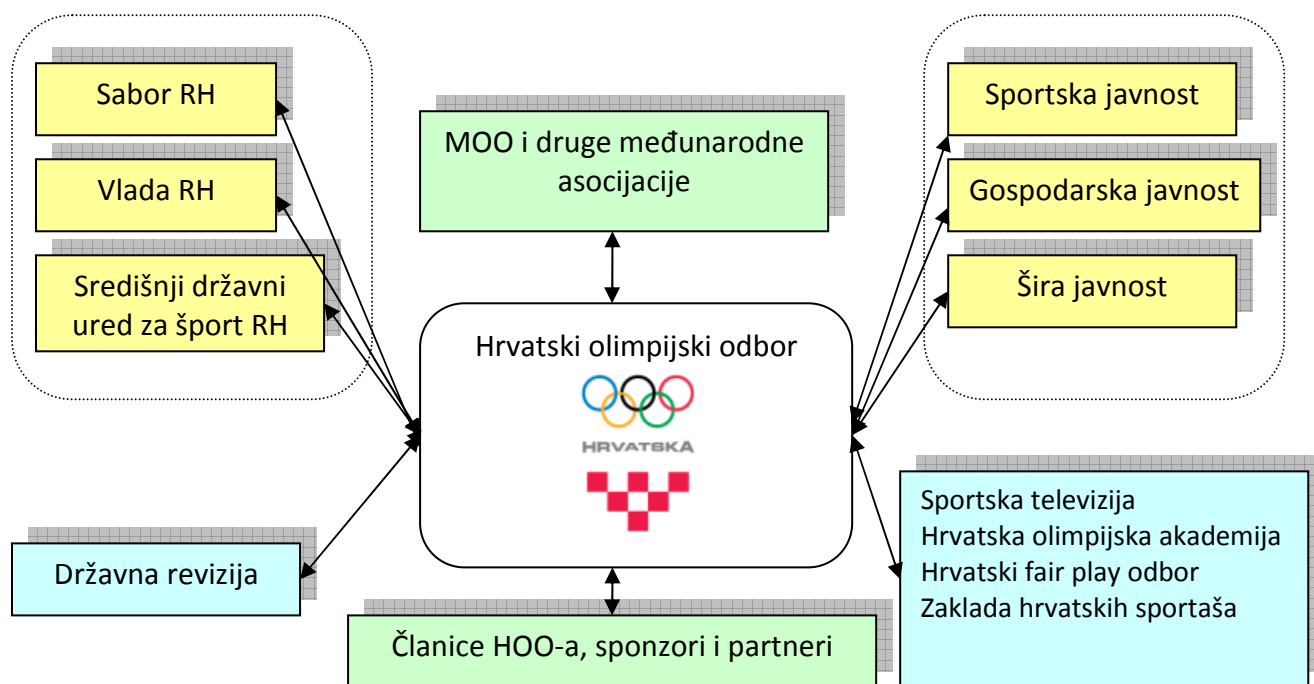 Sabor RH
Vlada RH
Središnji državni
ured za šport RH
MOO i druge međunarodne
asocijacije
Sportska javnost
Gospodarska javnost
Šira javnost
Hrvatski olimpijski odbor
HRVATSKA
Državna revizija
Članice HOO-a, sponzori i partneri
Sportska televizija
Hrvatska olimpijska akademija
Hrvatski fair play odbor
Zaklada hrvatskih sportaša